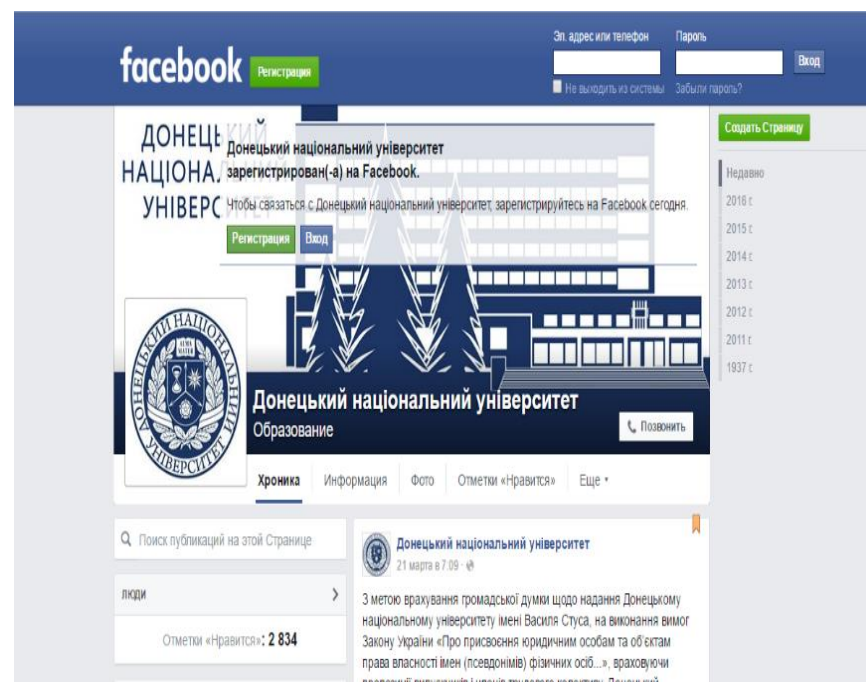 facebook
Регистрация
Эл. адрес или телефон
Пароль
Вход
Не выходить из системы
Забыли пароль?
ДОНЕЦЬКИЙ
НАЦІОНАЛЬНИЙ
УНІВЕРСИТЕТ
Донецький національний університет
зарегистрирован(-а) на Facebook.
Чтобы связаться с Донецький національний університет, зарегистрируйтесь на Facebook сегодня.
Регистрация
Вход
Создать Страницу
Недавно
2016 г.
2015 г.
2014 г.
2013 г.
2012 г.
2011 г.
1937 г.
ДОНЕЦЬКИЙ НАЦІОНАЛЬНИЙ УНІВЕРСИТЕТ
ALMA
MATER
Донецький національний університет
Образование
Позвонить
Хроника
Информация
Фото
Отметки «Нравится»
Еще
Поиск публикаций на этой Странице
люди
Отметки «Нравится»: 2 834
Донецький національний університет
21 марта в 7:09
З метою врахування громадської думки щодо надання Донецькому
національному університету імені Василя Стуса, на виконання вимог
Закону України «Про присвоєння юридичним особам та об'єктам
права власності імен (псевдонімів) фізичних осіб...», враховуючи